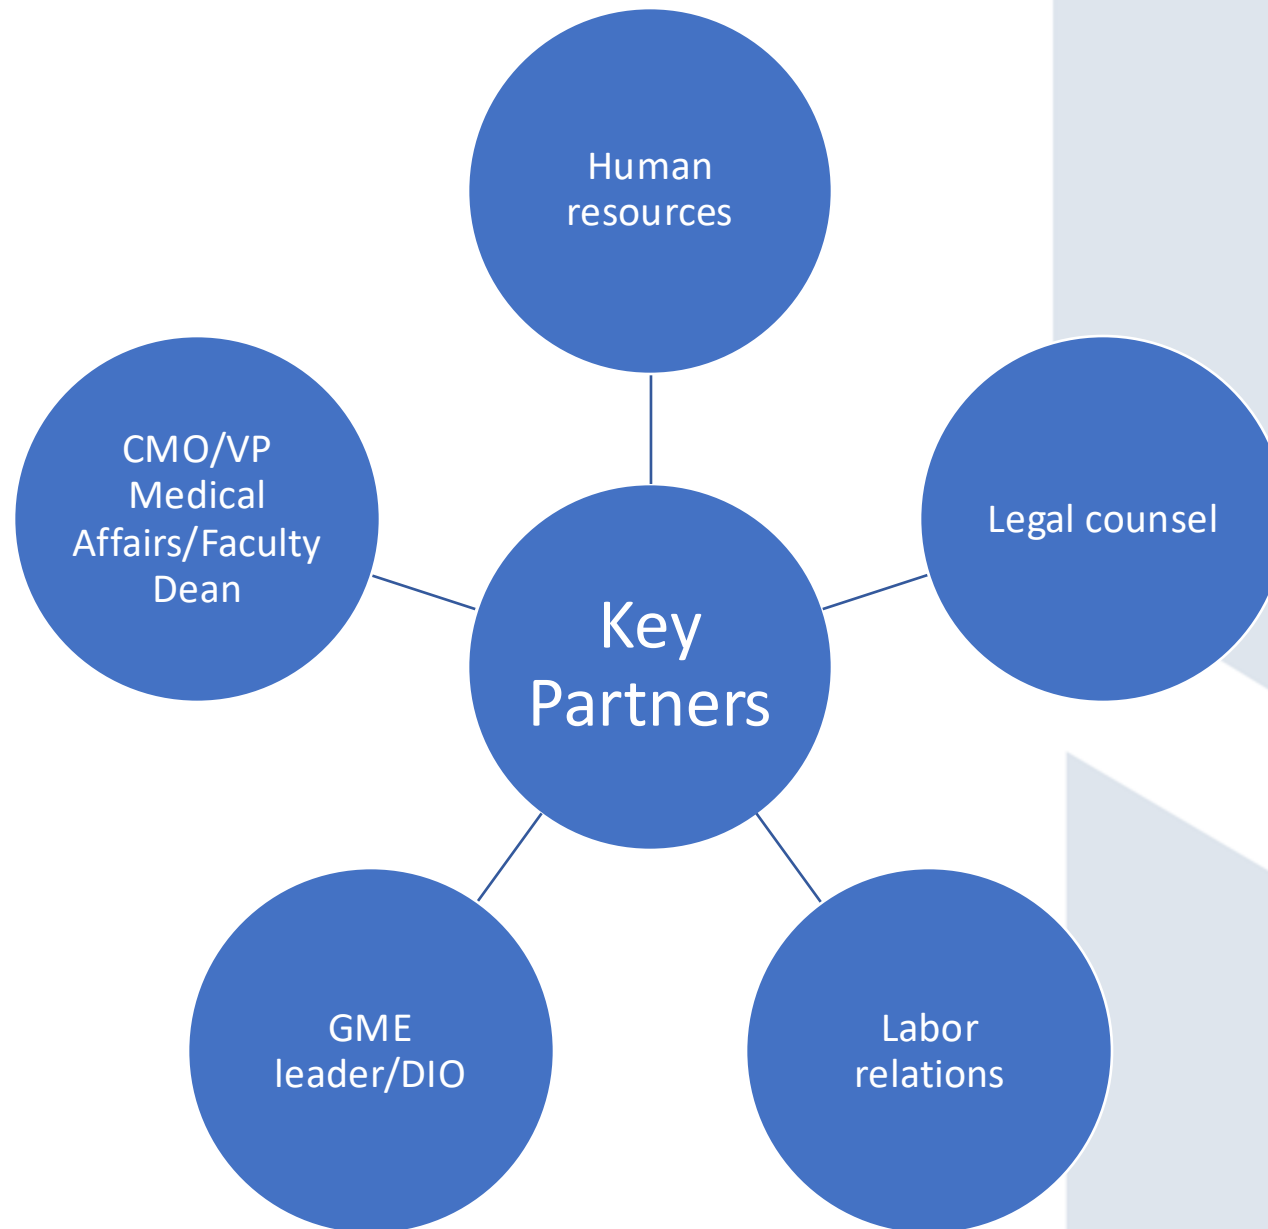 Human
resources
CMO/VP
Medical
Affairs/Faculty
Dean
Legal counsel
Key
Partners
GME
leader/DIO
Labor
relations